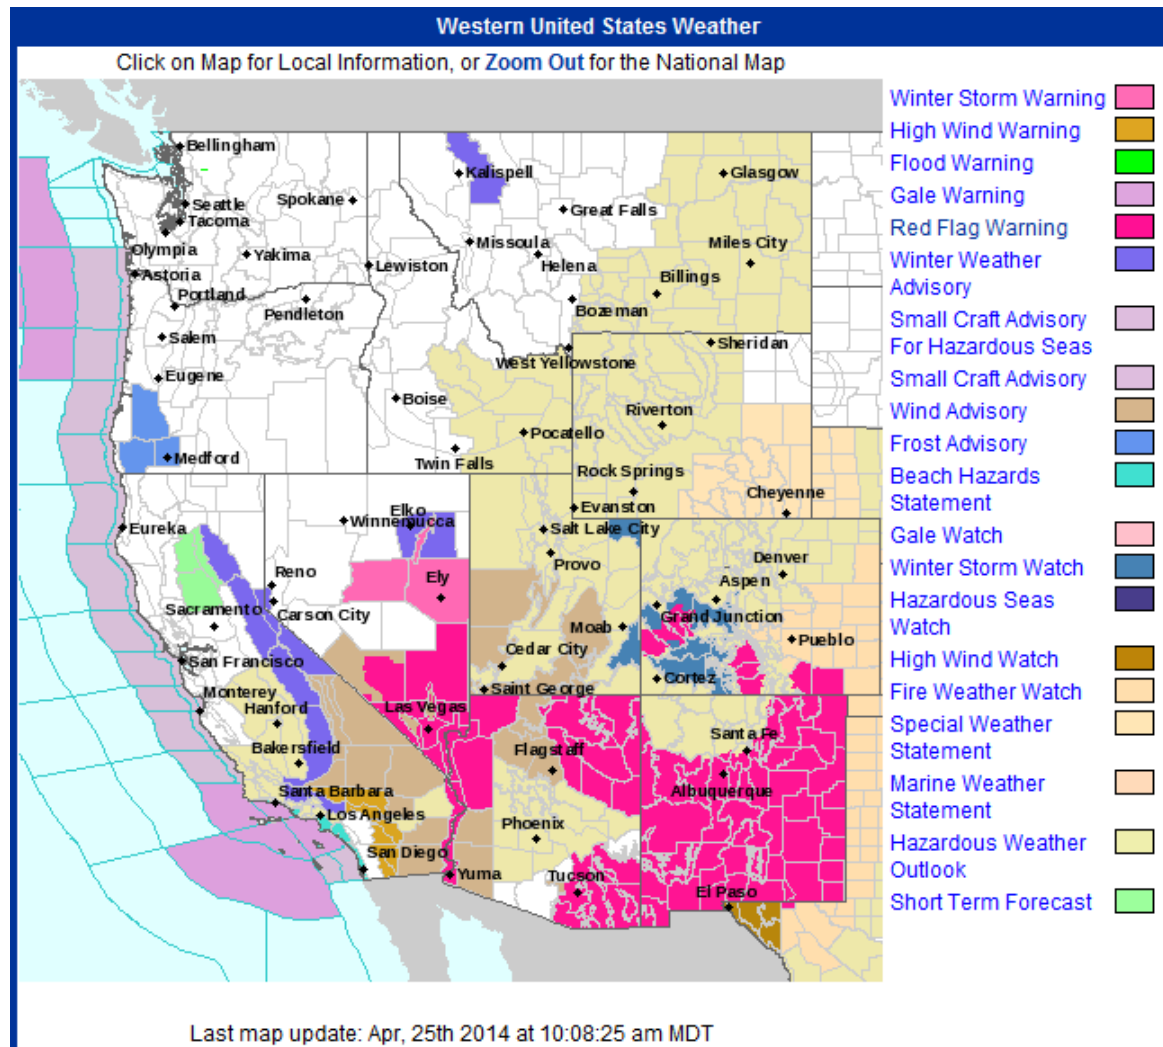 Western United States Weather
Click on Map for Local Information, or Zoom Out for the National Map
Winter Storm Warning
High Wind Warning
Flood Warning
Gale Warning
Red Flag Warning
Winter Weather
Advisory
Small Craft Advisory
For Hazardous Seas
Small Craft Advisory
Wind Advisory
Frost Advisory
Beach Hazards
Statement
Gale Watch
Winter Storm Watch
Hazardous Seas
Watch
High Wind Watch
Fire Weather Watch
Special Weather
Statement
Marine Weather
Statement
Hazardous Weather
Outlook
Short Term Forecast
Bellingham
Kalispell
Glasgow
Seattle
Spokane
Tacoma
Great Falls
Olympia
Yakima
Missoula
Miles City
Helena
Lewiston
Astoria
Billings
Portland
Pendleton
Bozeman
Salem
Sheridan
West Yellowstone
Eugene
Boise
Riverton
Pocatello
Medford
Twin Falls
Rock Springs
Cheyenne
Evanston
Elko
Winnemucca
Eureka
Salt Lake City
Denver
Provo
Reno
Ely
Aspen
Sacramento
Carson City
Grand Junction
Moab
Pueblo
San Francisco
Cedar City
Cortez
Monterey
Saint George
Hanford
Las Vegas
Santa Fe
Bakersfield
Flagstaff
Albuquerque
Santa Barbara
Los Angeles
Phoenix
San Diego
Yuma
Tucson
El Paso
Last map update: Apr, 25th 2014 at 10:08:25 am MDT